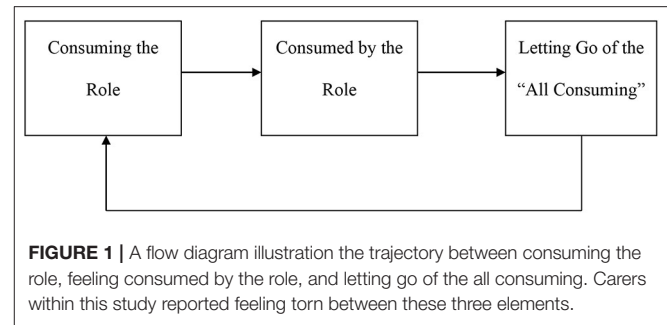 Consuming the
Role
Consumed by the
Role
Letting Go of the
“All Consuming”
FIGURE 1 | A flow diagram illustration the trajectory between consuming the
role, feeling consumed by the role, and letting go of the all consuming. Carers
within this study reported feeling torn between these three elements.